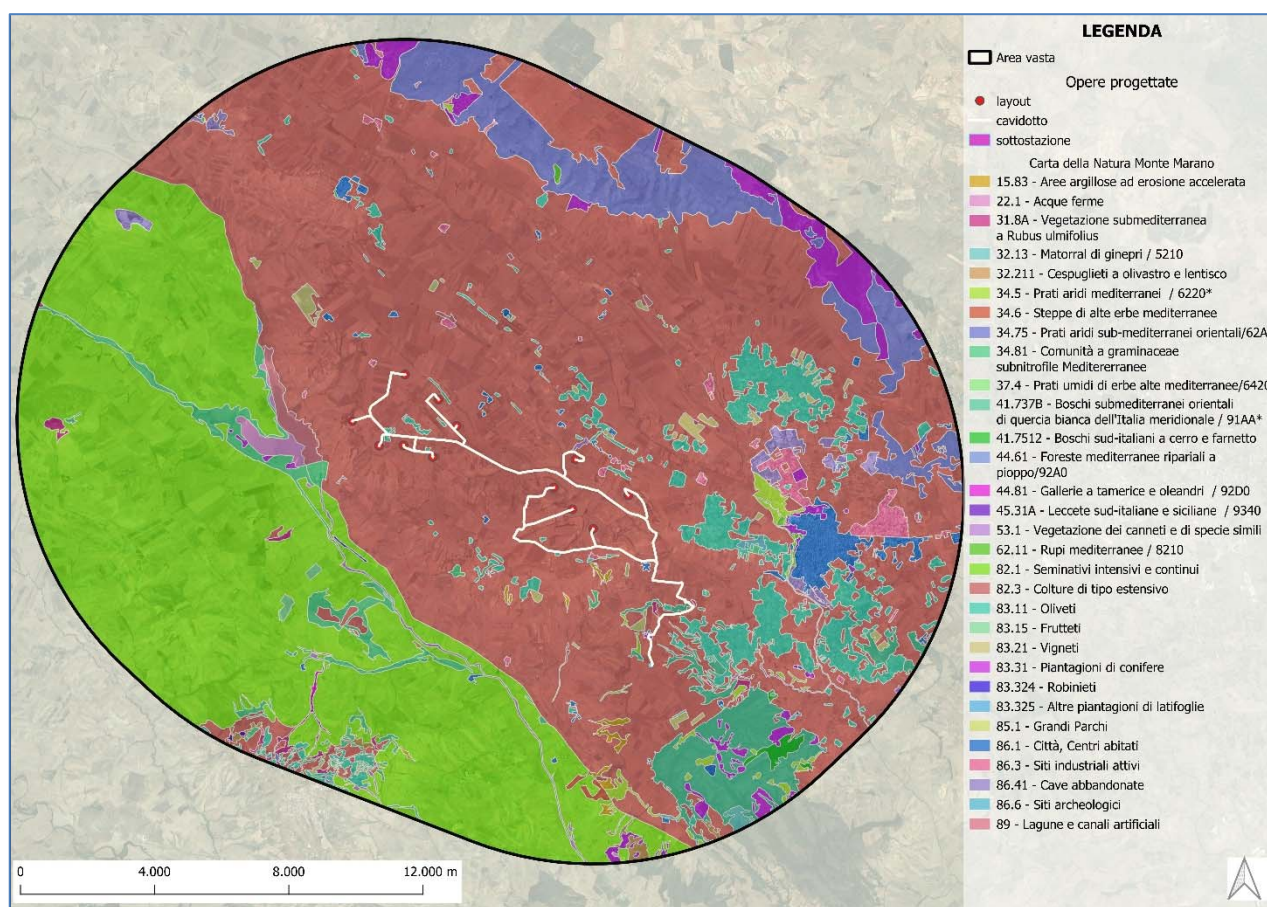 LEGENDA
Area vasta
Opere progettate
layout
cavidotto
sottostazione
Carta della Natura Monte Marano
15.83 - Aree argillose ad erosione accelerata
22.1 - Acque ferme
31.8A - Vegetazione submediterranea
a Rubus ulmifolius
32.13 - Matorral di ginepri / 5210
32.211 - Cespuglieti a olivastro e lentisco
34.5 - Prati aridi mediterranei / 6220*
34.6 - Steppe di alte erbe mediterranee
34.75 - Prati aridi sub-mediterranei orientali/62A
34.81 - Comunità a graminaceae
subnitrofile Meditererranee
37.4 - Prati umidi di erbe alte mediterranee/6420
41.737B - Boschi submediterranei orientali
di quercia bianca dell'Italia meridionale / 91AA*
41.7512 - Boschi sud-italiani a cerro e farnetto
44.61 - Foreste mediterranee ripariali a
pioppo/92A0
44.81 - Gallerie a tamerice e oleandri / 92D0
45.31A - Leccete sud-italiane e siciliane / 9340
53.1 - Vegetazione dei canneti e di specie simili
62.11 - Rupi mediterranee / 8210
82.1 - Seminativi intensivi e continui
82.3 - Colture di tipo estensivo
83.11 - Oliveti
83.15 - Frutteti
83.21 - Vigneti
83.31 - Piantagioni di conifere
83.324 - Robinieti
83.325 - Altre piantagioni di latifoglie
85.1 - Grandi Parchi
86.1 - Città, Centri abitati
86.3 - Siti industriali attivi
86.41 - Cave abbandonate
86.6 - Siti archeologici
89 - Lagune e canali artificiali
0 4.000 8.000 12.000 m